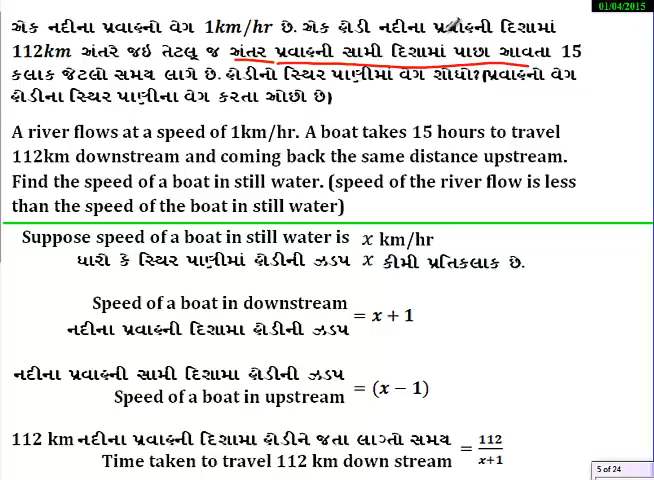 01/04/2015
એક નદીના પ્રવાહનો વેગ 1km/hr છે. એક હોડી નદીના પ્રવાહની દિશામાં
112km અંતરે જઇ તેટલૂ જ અંતર પ્રવાહની સામી દિશામાં પાછા આવતા 15
કલાક જેટલો સમય લાગે છે. હોડીનો સ્થિર પાણીમાં વેગ શોધો?(પ્રવાહનો વેગ
હોડીના સ્થિર પાણીના વેગ કરતા ઓછો છે)
A river flows at a speed of 1km/hr. A boat takes 15 hours to travel
112km downstream and coming back the same distance upstream.
Find the speed of a boat in still water. (speed of the river flow is less
than the speed of the boat in still water)
Suppose speed of a boat in still water is x km/hr
ધારો કે સ્થિર પાણીમાં હોડીની ઝડપ x કીમી પ્રતિકલાક છે.
Speed of a boat in downstream
નદીના પ્રવાહની દિશામા હોડીની ઝડપ = x + 1
નદીના પ્રવાહની સામી દિશામા હોડીની ઝડપ
Speed of a boat in upstream = (x − 1)
112 km નદીના પ્રવાહની દિશામા હોડીને જતા લાગ્તો સમય
Time taken to travel 112 km down stream = 112/x+1
5 of 24